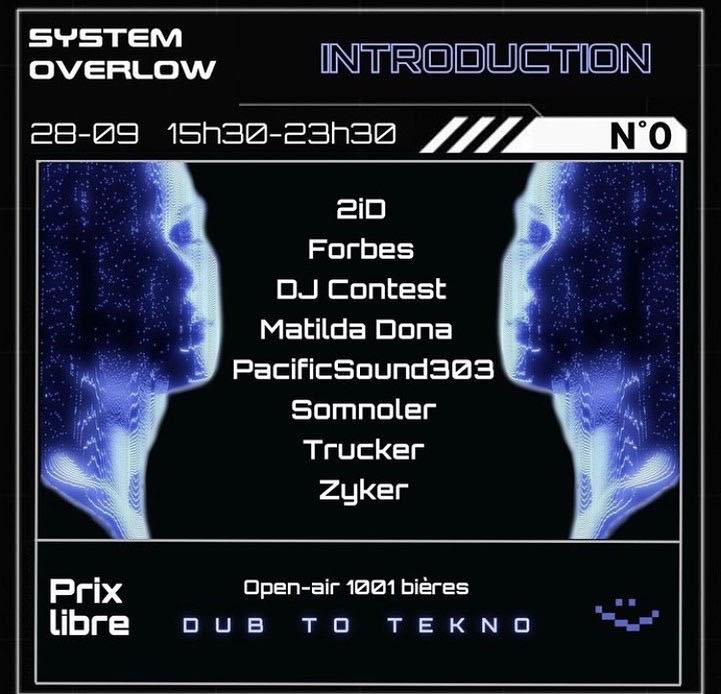 SYSTEM
OVERLOW
INTRODUCTION
28-09 15h30-23h30
N°0
2iD
Forbes
DJ Contest
Matilda Dona
PacificSound303
Somnoler
Trucker
Zyker
Prix
libre
Open-air 1001 bières
DUB TO TEKNO